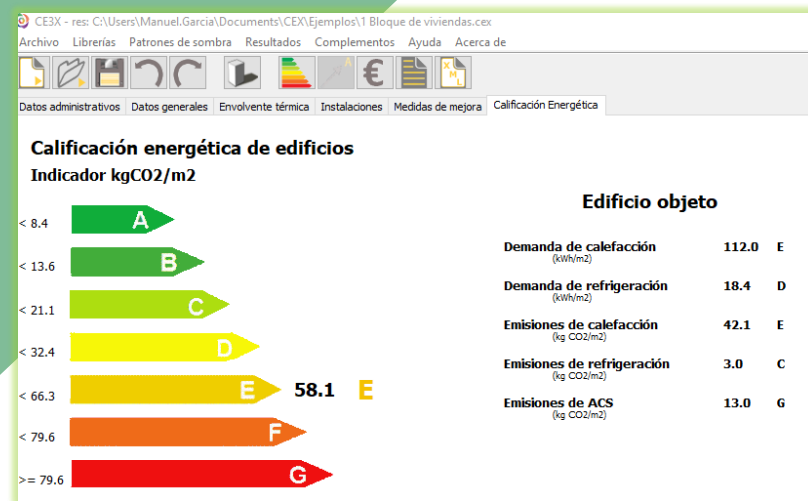 CE3X - res: C:\Users\Manuel.Garcia\Documents\CEX\Ejemplos\1 Bloque de viviendas.cex
Archivo Librerías Patrones de sombra Resultados Complementos Ayuda Acerca de
€ XML
Datos administrativos Datos generales Envolvente térmica Instalaciones Medidas de mejora Calificación Energética
Calificación energética de edificios
Indicador kgCO2/m2
< 8.4 A
< 13.6 B
< 21.1 C
< 32.4 D
< 66.3 E 58.1 E
< 79.6 F
>= 79.6 G
Edificio objeto
Demanda de calefacción 112.0 E
(kWh/m2)
Demanda de refrigeración 18.4 D
(kWh/m2)
Emisiones de calefacción 42.1 E
(kg CO2/m2)
Emisiones de refrigeración 3.0 C
(kg CO2/m2)
Emisiones de ACS 13.0 G
(kg CO2/m2)